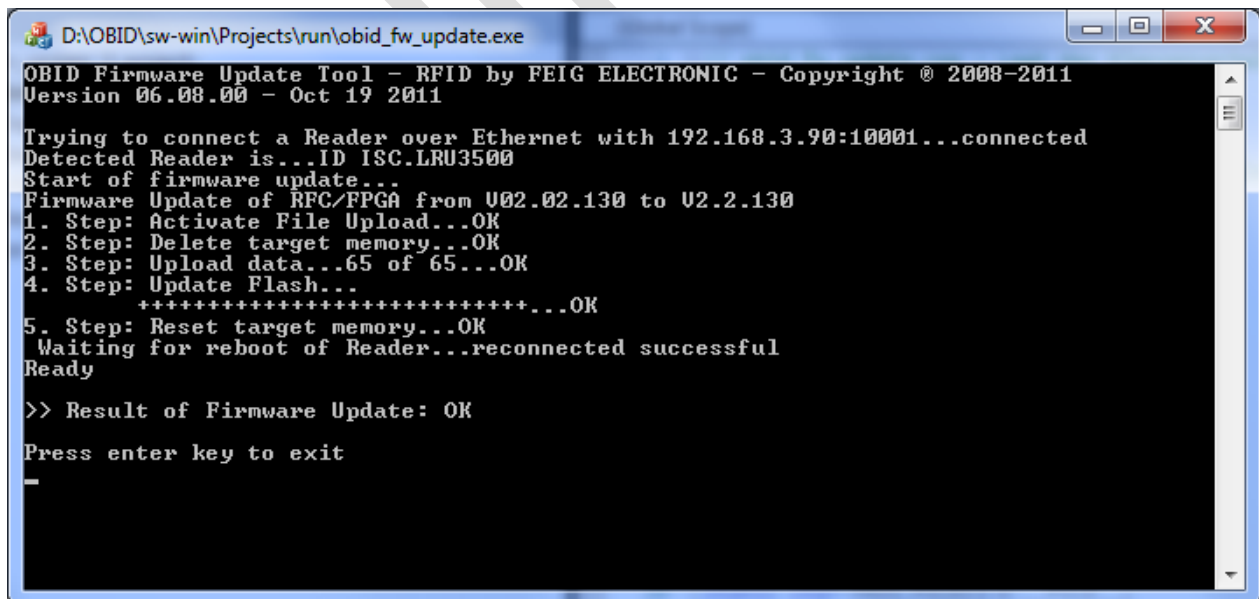 D:\OBID\sw-win\Projects\run\obid_fw_update.exe
OBID Firmware Update Tool - RFID by FEIG ELECTRONIC - Copyright ® 2008-2011
Version 06.08.00 - Oct 19 2011
Trying to connect a Reader over Ethernet with 192.168.3.90:10001...connected
Detected Reader is...ID ISC.LRU3500
Start of firmware update...
Firmware Update of RFC/FPGA from V02.02.130 to V2.2.130
1. Step: Activate File Upload...OK
2. Step: Delete target memory...OK
3. Step: Upload data...65 of 65...OK
4. Step: Update Flash...
++++++++++++++++++++++++++++...OK
5. Step: Reset target memory...OK
Waiting for reboot of Reader...reconnected successful
Ready
>> Result of Firmware Update: OK
Press enter key to exit